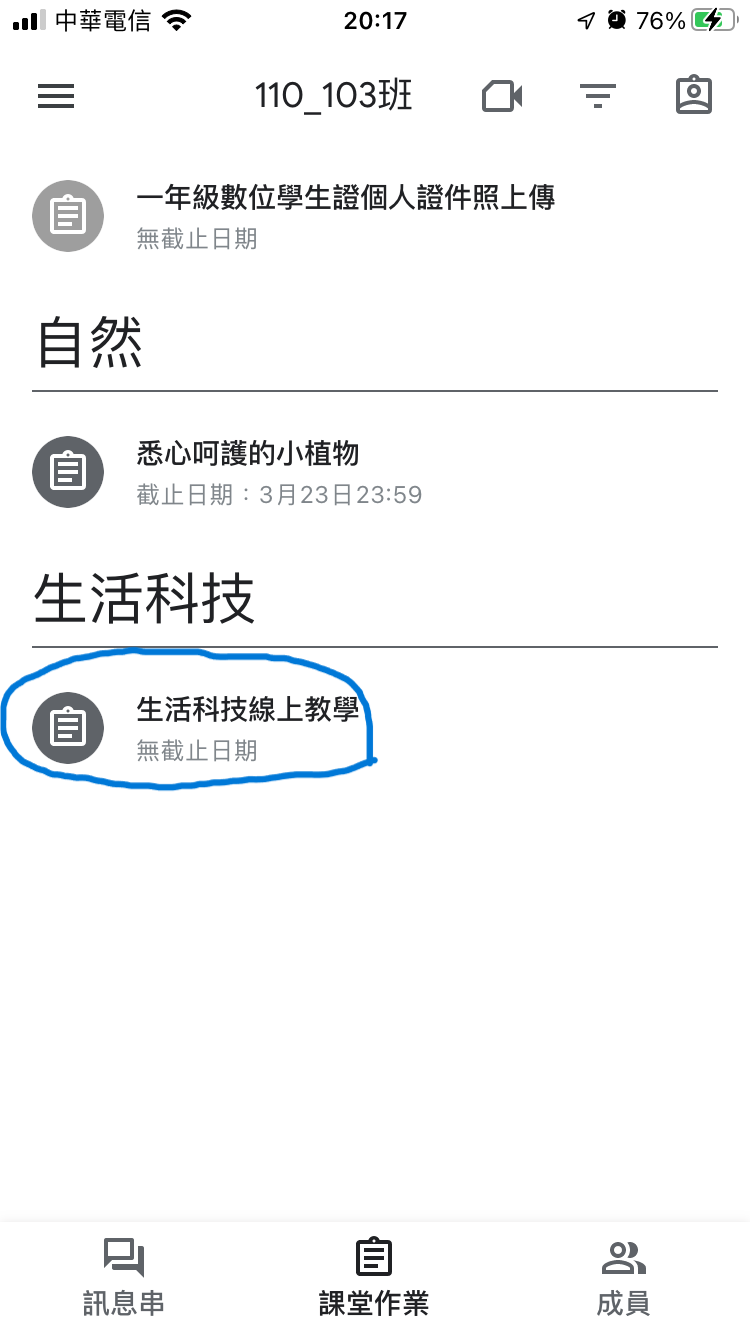 中華電信 20:17 76%
110_103班
一年級數位學生證個人證件照上傳
無截止日期
自然
悉心呵護的小植物
截止日期：3月23日23:59
生活科技
生活科技線上教學
無截止日期
訊息串 課堂作業 成員